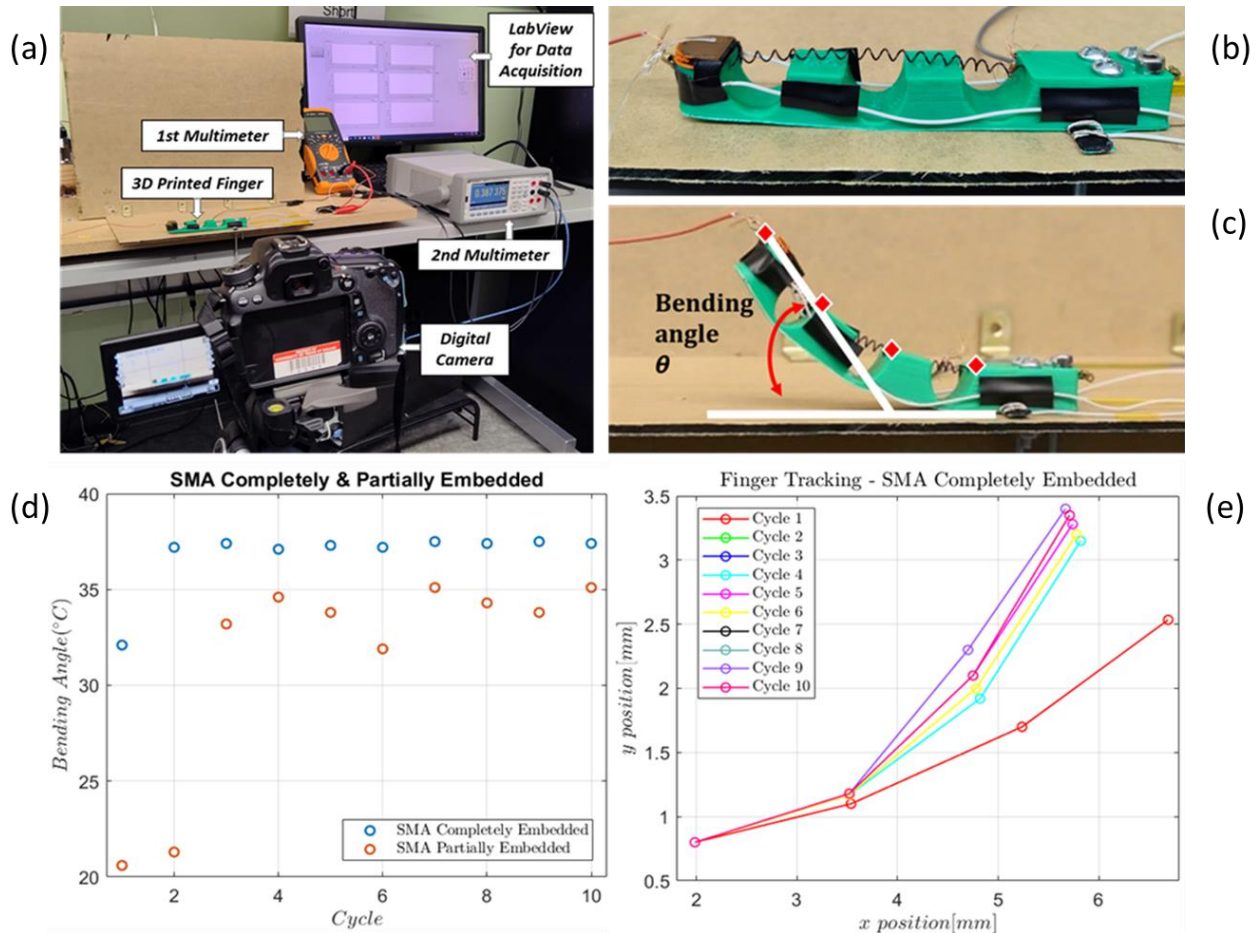 (a)
Short
LabView
for Data
Acquisition
1st Multimeter
3D Printed Finger
0.387 375
2nd Multimeter
Digital
Camera
(b)
(c)
Bending
angle
θ
(d)
SMA Completely & Partially Embedded
40
35
30
25
20
2
4
6
8
10
Bending Angle(°C)
Cycle
SMA Completely Embedded
SMA Partially Embedded
(e)
Finger Tracking - SMA Completely Embedded
3.5
3
2.5
2
1.5
1
0.5
2
3
4
5
6
y position[mm]
x position[mm]
Cycle 1
Cycle 2
Cycle 3
Cycle 4
Cycle 5
Cycle 6
Cycle 7
Cycle 8
Cycle 9
Cycle 10